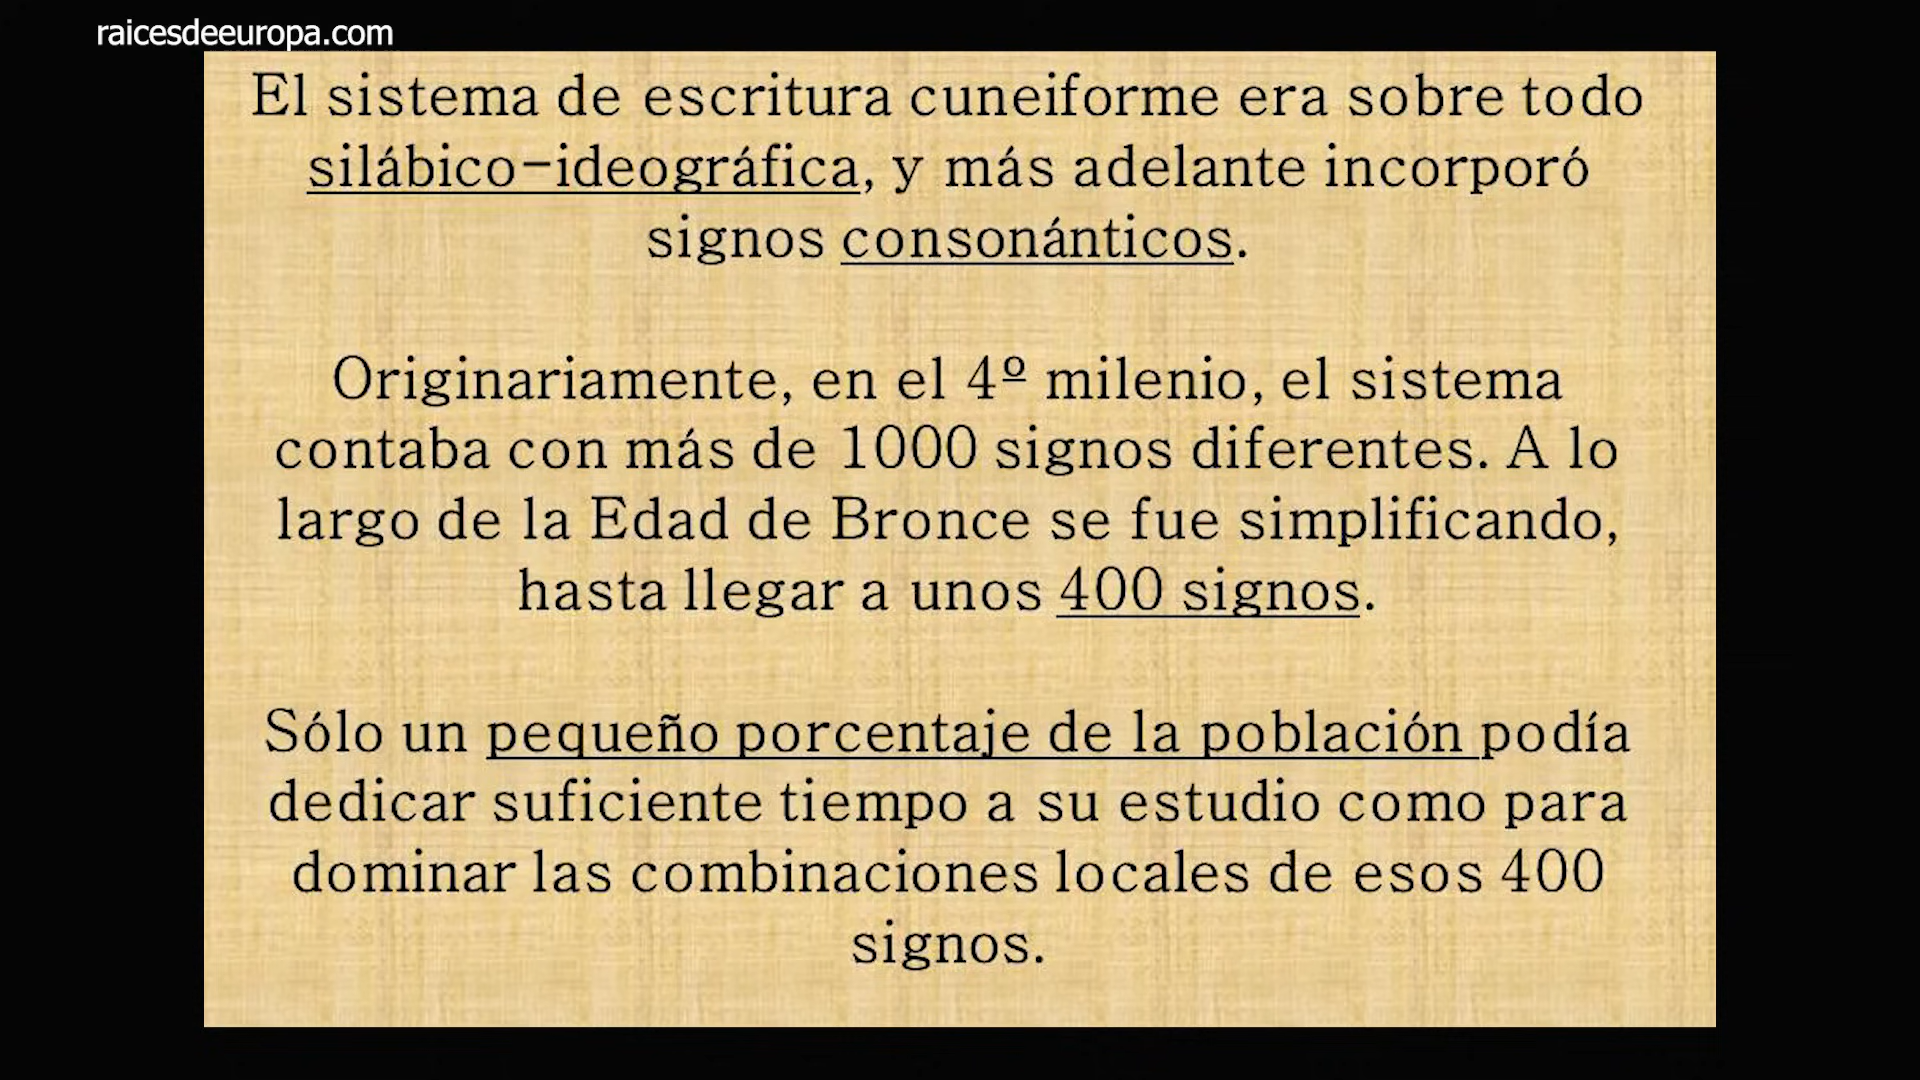 raicesdeeuropa.com
El sistema de escritura cuneiforme era sobre todo
silábico-ideográfica, y más adelante incorporó
signos consonánticos.
Originariamente, en el 4º milenio, el sistema
contaba con más de 1000 signos diferentes. A lo
largo de la Edad de Bronce se fue simplificando,
hasta llegar a unos 400 signos.
Sólo un pequeño porcentaje de la población podía
dedicar suficiente tiempo a su estudio como para
dominar las combinaciones locales de esos 400
signos.